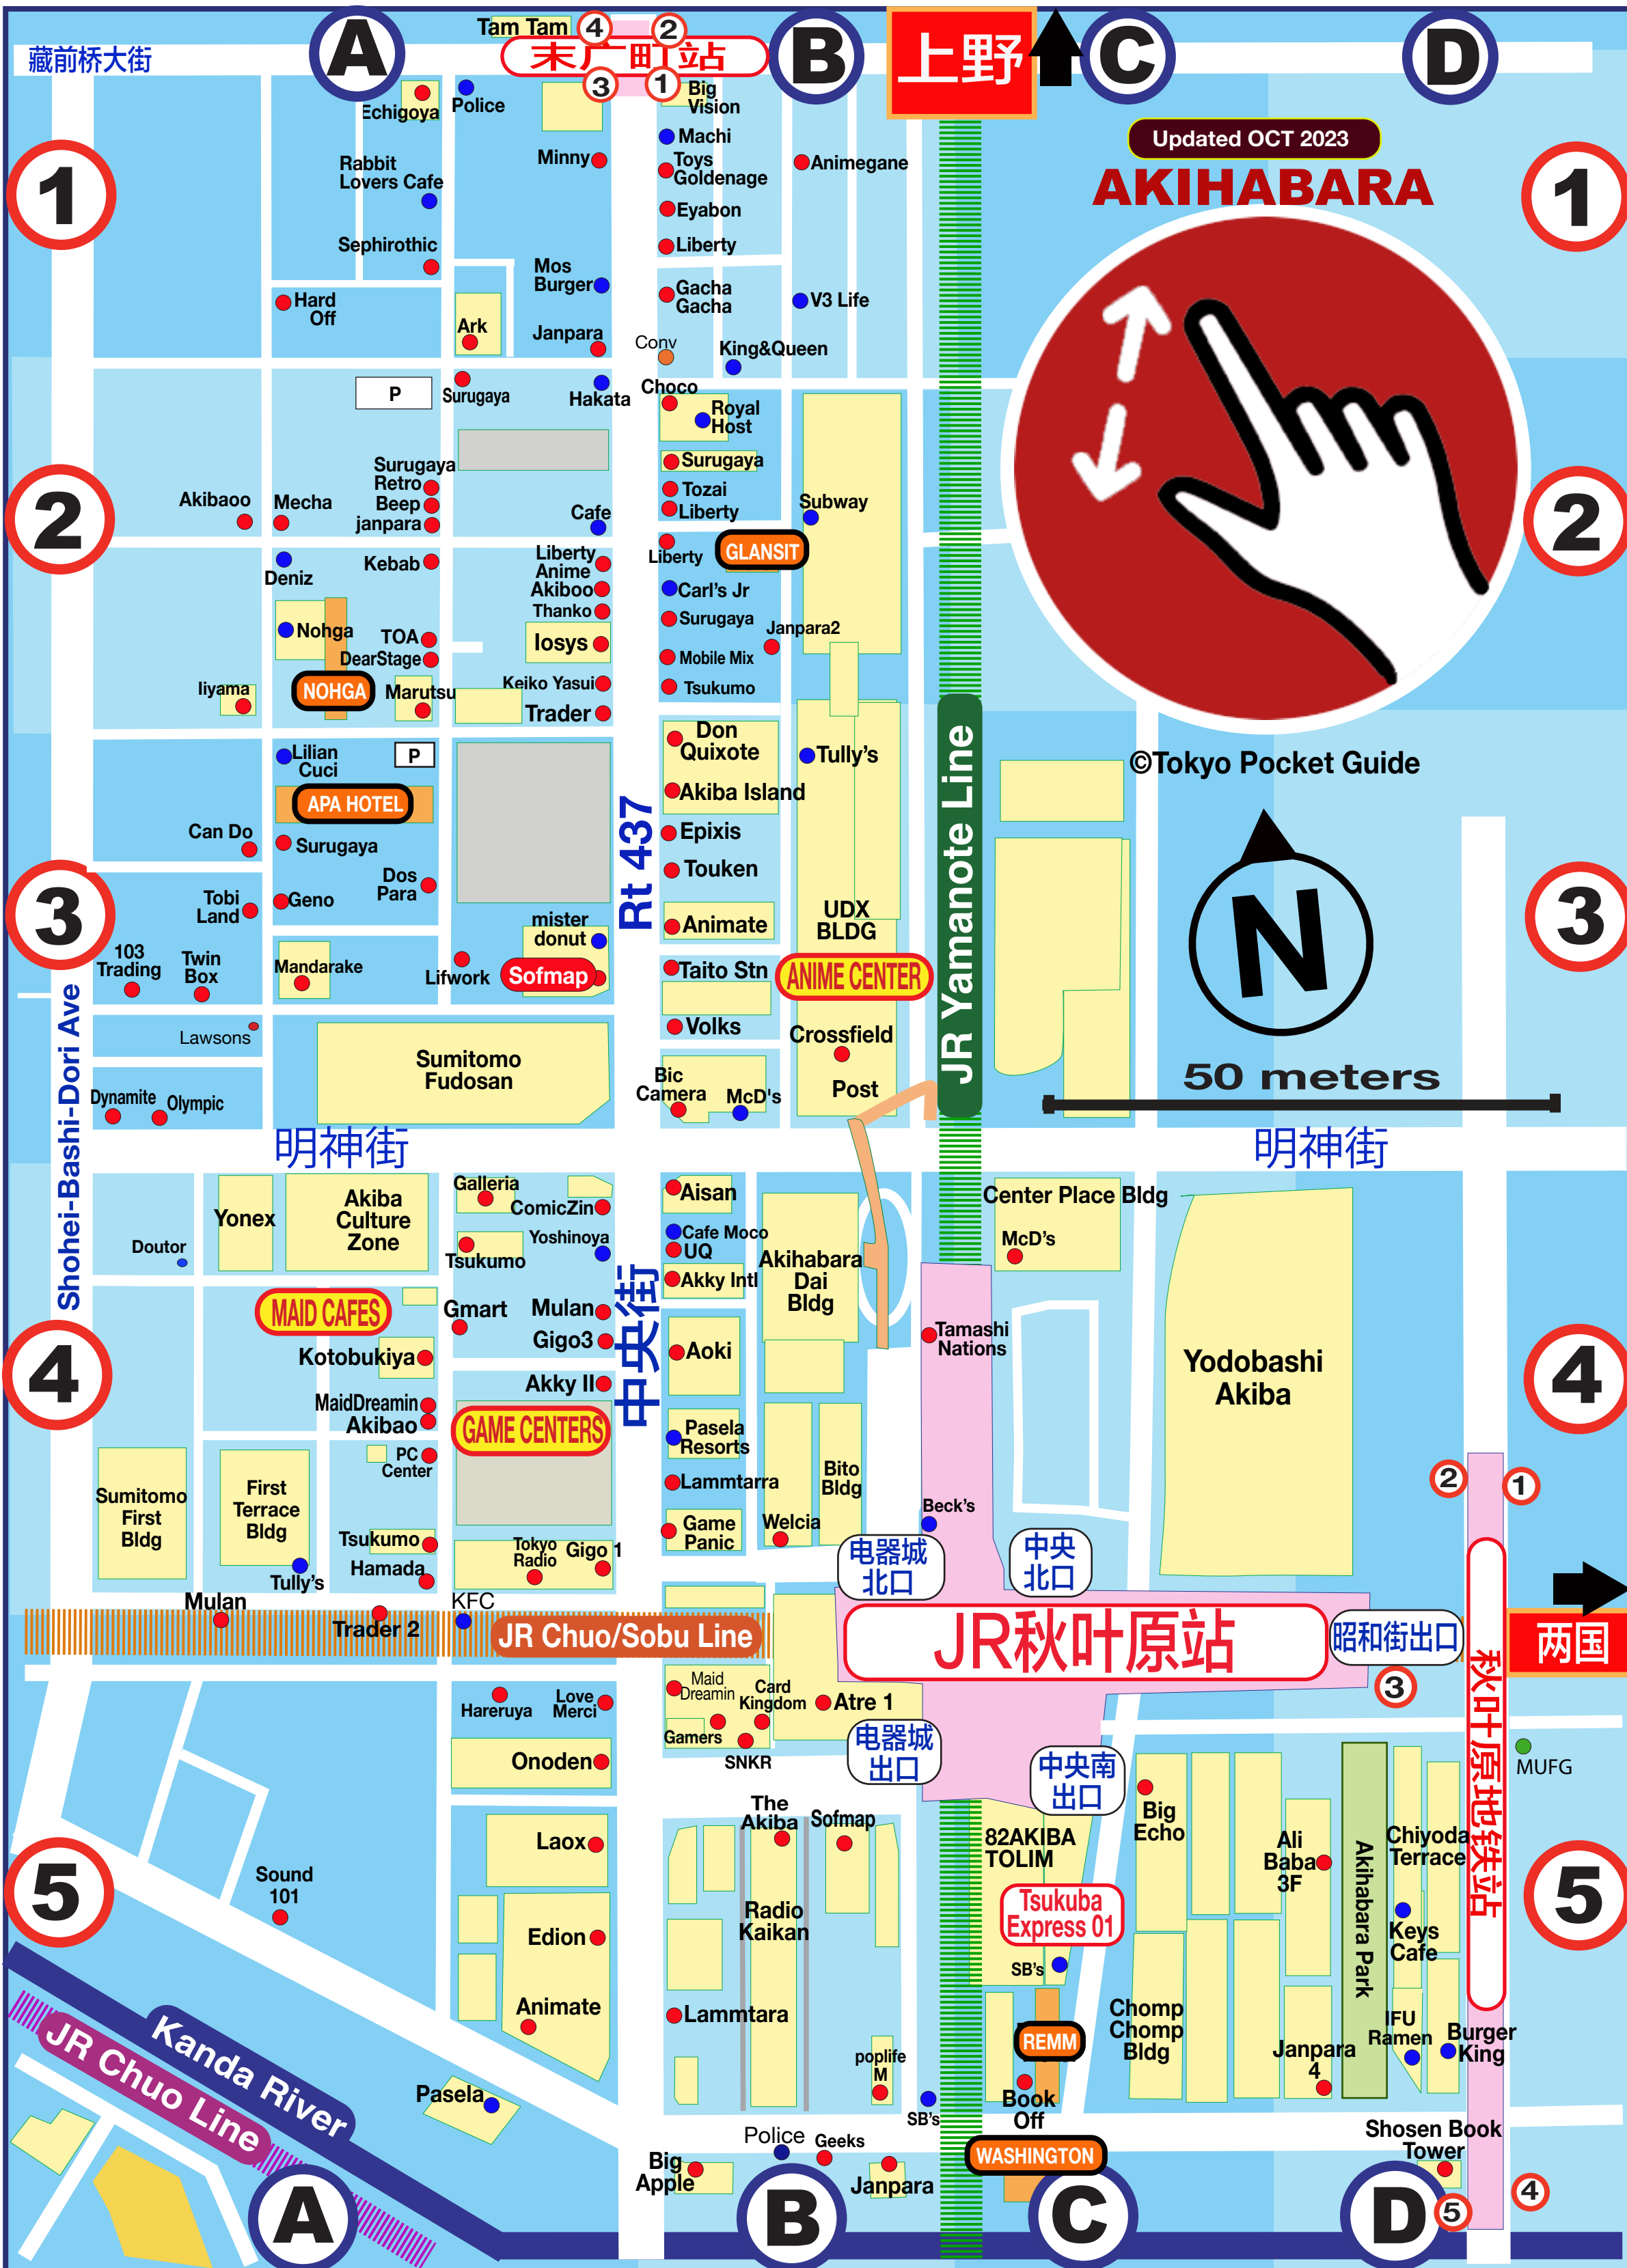 Tam Tam
4
2
A
B
上野
C
D
藏前桥大街
末广町站
3
1
Echigoya
Police
Big
Vision
Updated OCT 2023
AKIHABARA
Machi
Minny
Toys
Goldenage
Animegane
Rabbit
Lovers Cafe
1
1
Eyabon
Sephirothic
Liberty
Mos
Burger
Gacha
Gacha
V3 Life
Hard
Off
Ark
Janpara
Conv
King&Queen
P
Surugaya
Hakata
Choco
Royal
Host
Surugaya
Retro
Beep
janpara
Surugaya
Tozai
Liberty
Akibaoo
Mecha
2
2
Cafe
Subway
Deniz
Kebab
Liberty
Anime
Akiboo
Thanko
Liberty
GLANSIT
Carl's Jr
Surugaya
Janpara2
Nohga
TOA
DearStage
Iosys
Mobile Mix
Iiyama
NOHGA
Marutsu
Keiko Yasui
Tsukumo
Trader
Don
Quixote
Tully's
©Tokyo Pocket Guide
Lilian
Cuci
P
APA HOTEL
Akiba Island
Can Do
Surugaya
Rt 437
Epixis
JR Yamanote Line
Touken
Dos
Para
Tobi
Land
Geno
3
3
mister
donut
Animate
UDX
BLDG
N
103
Trading
Twin
Box
Mandarake
Lifwork
Sofmap
Taito Stn
ANIME CENTER
Shohei-Bashi-Dori Ave
Lawsons
Volks
Crossfield
Sumitomo
Fudosan
Bic
Camera
McD's
Post
50 meters
Dynamite
Olympic
明神街
明神街
Yonex
Akiba
Culture
Zone
Galleria
ComicZin
Aisan
Center Place Bldg
Doutor
Tsukumo
Yoshinoya
Cafe Moco
UQ
McD's
Akky Intl
Akihabara
Dai
Bldg
MAID CAFES
Gmart
Mulan
Gigo3
中央街
Tamashi
Nations
Kotobukiya
Aoki
4
4
Yodobashi
Akiba
Akky II
MaidDreamin
Akibao
GAME CENTERS
Pasela
Resorts
PC
Center
Lammtarra
Bito
Bldg
2
1
Sumitomo
First
Bldg
First
Terrace
Bldg
Game
Panic
Welcia
Beck's
Tsukumo
Hamada
Tokyo
Radio
Gigo 1
电器城
北口
中央
北口
Tully's
Mulan
Trader 2
KFC
JR Chuo/Sobu Line
JR秋叶原站
昭和街出口
两国
3
Hareruya
Love
Merci
Maid
Dreamin
Card
Kingdom
Atre 1
Gamers
SNKR
电器城
出口
中央南
出口
秋叶原地铁站
MUFG
Onoden
The
Akiba
Sofmap
Big
Echo
Laox
82AKIBA
TOLIM
Ali
Baba
3F
Akihabara Park
Chiyoda
Terrace
Sound
101
5
5
Tsukuba
Express 01
Radio
Kaikan
Edion
Keys
Cafe
SB's
Animate
Lammtara
Chomp
Chomp
Bldg
IFU
Ramen
Burger
King
REMM
Janpara
4
poplife
M
Kanda River
JR Chuo Line
Pasela
SB's
Book
Off
Shosen Book
Tower
Police
Geeks
WASHINGTON
Big
Apple
Janpara
4
5
A
B
C
D